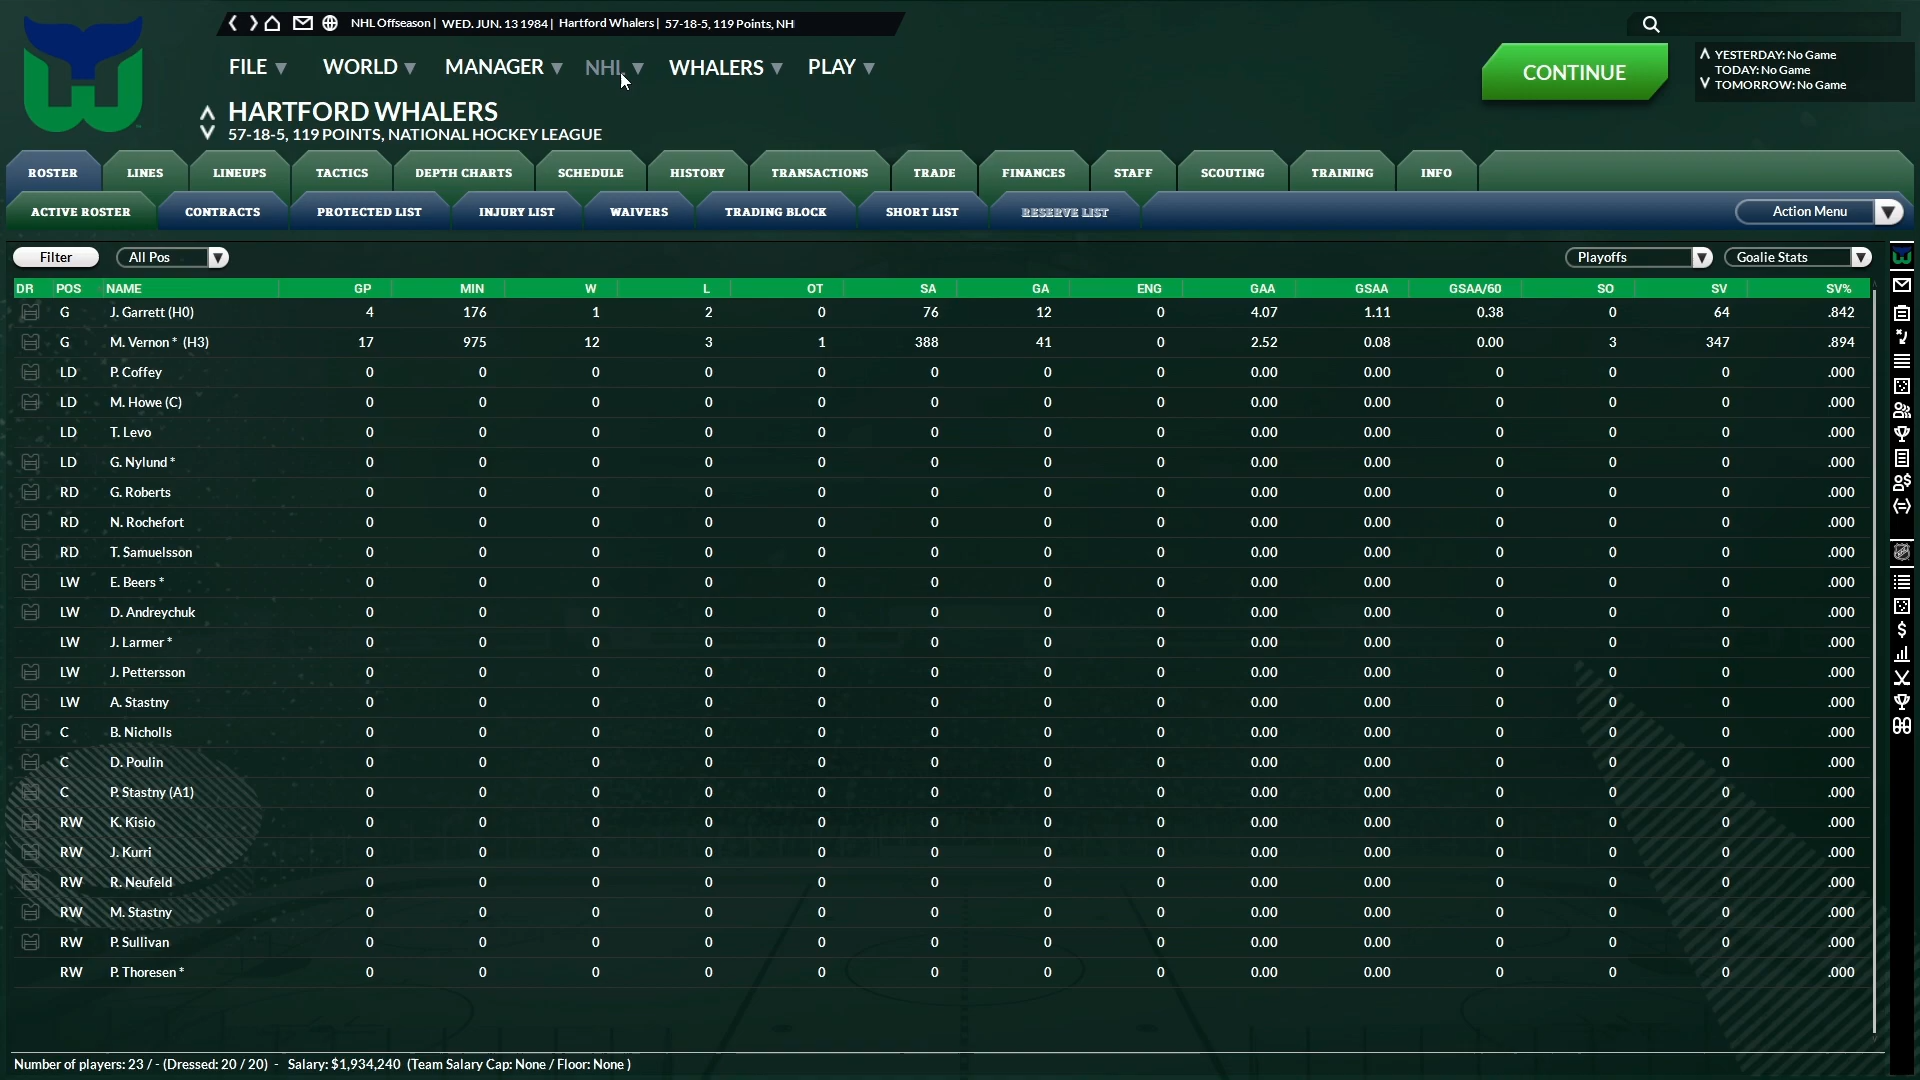 NHL Offseason | WED. JUN. 13 1984 | Hartford Whalers | 57-18-5, 119 Points, NH
FILE WORLD MANAGER NHL WHALERS PLAY
CONTINUE
YESTERDAY: No Game
TODAY: No Game
TOMORROW: No Game
HARTFORD WHALERS
57-18-5, 119 POINTS, NATIONAL HOCKEY LEAGUE
ROSTER LINES LINEUPS TACTICS DEPTH CHARTS SCHEDULE HISTORY TRANSACTIONS TRADE FINANCES STAFF SCOUTING TRAINING INFO
ACTIVE ROSTER CONTRACTS PROTECTED LIST INJURY LIST WAIVERS TRADING BLOCK SHORT LIST RESERVE LIST Action Menu
Filter All Pos Playoffs Goalie Stats
DR POS NAME GP MIN W L OT SA GA ENG GAA GSAA GSAA/60 SO SV SV%
G J. Garrett (H0) 4 176 1 2 0 76 12 0 4.07 1.11 0.38 0 64 .842
G M. Vernon * (H3) 17 975 12 3 1 388 41 0 2.52 0.08 0.00 3 347 .894
LD P. Coffey 0 0 0 0 0 0 0 0 0.00 0.00 0 0 0 .000
LD M. Howe (C) 0 0 0 0 0 0 0 0 0.00 0.00 0 0 0 .000
LD T. Levo 0 0 0 0 0 0 0 0 0.00 0.00 0 0 0 .000
LD G. Nylund * 0 0 0 0 0 0 0 0 0.00 0.00 0 0 0 .000
RD G. Roberts 0 0 0 0 0 0 0 0 0.00 0.00 0 0 0 .000
RD N. Rochefort 0 0 0 0 0 0 0 0 0.00 0.00 0 0 0 .000
RD T. Samuelsson 0 0 0 0 0 0 0 0 0.00 0.00 0 0 0 .000
LW E. Beers * 0 0 0 0 0 0 0 0 0.00 0.00 0 0 0 .000
LW D. Andreychuk 0 0 0 0 0 0 0 0 0.00 0.00 0 0 0 .000
LW J. Larmer * 0 0 0 0 0 0 0 0 0.00 0.00 0 0 0 .000
LW J. Pettersson 0 0 0 0 0 0 0 0 0.00 0.00 0 0 0 .000
LW A. Stastny 0 0 0 0 0 0 0 0 0.00 0.00 0 0 0 .000
C B. Nicholls 0 0 0 0 0 0 0 0 0.00 0.00 0 0 0 .000
C D. Poulin 0 0 0 0 0 0 0 0 0.00 0.00 0 0 0 .000
C P. Stastny (A1) 0 0 0 0 0 0 0 0 0.00 0.00 0 0 0 .000
RW K. Kisio 0 0 0 0 0 0 0 0 0.00 0.00 0 0 0 .000
RW J. Kurri 0 0 0 0 0 0 0 0 0.00 0.00 0 0 0 .000
RW R. Neufeld 0 0 0 0 0 0 0 0 0.00 0.00 0 0 0 .000
RW M. Stastny 0 0 0 0 0 0 0 0 0.00 0.00 0 0 0 .000
RW P. Sullivan 0 0 0 0 0 0 0 0 0.00 0.00 0 0 0 .000
RW P. Thoresen * 0 0 0 0 0 0 0 0 0.00 0.00 0 0 0 .000
Number of players: 23 / - (Dressed: 20 / 20) - Salary: $1,934,240 (Team Salary Cap: None / Floor: None )